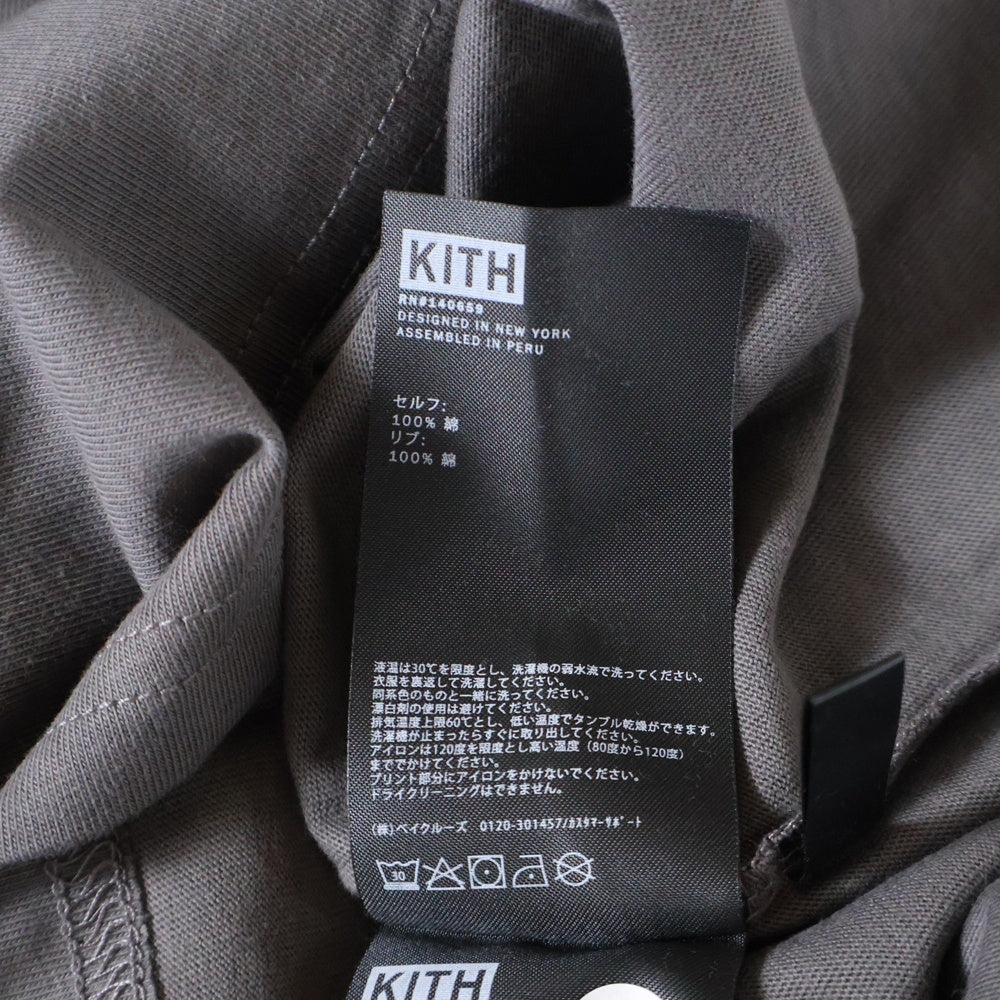 KITH
RN#140659
DESIGNED IN NEW YORK
ASSEMBLED IN PERU
セルフ:
100% 綿
リブ:
100% 綿
液温は30℃を限度とし、洗濯機の弱水流で洗ってください。
衣服を裏返して洗濯してください。
同系色のものと一緒に洗ってください。
漂白剤の使用は避けてください。
排気温度上限60℃とし、低い温度でタンブル乾燥ができます。
洗濯機が止まったらすぐに取り出してください。
アイロンは120度を限度とし高い温度（80度から120度）
まででかけてください。
プリント部分にアイロンをかけないでください。
ドライクリーニングはできません。
(株)ベイクルーズ 0120-301457/ｶｽﾀﾏｰｻﾎﾟｰﾄ
30
KITH